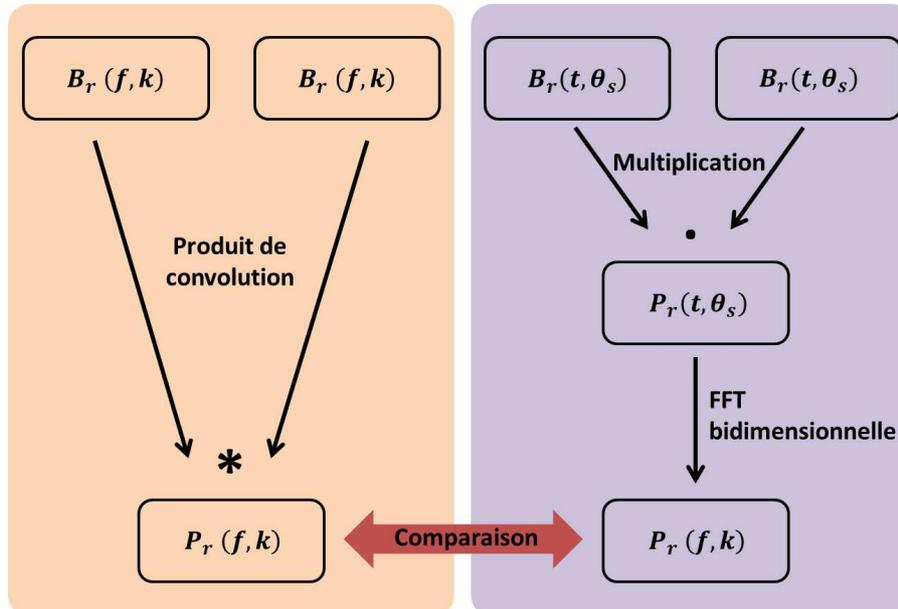 B_r (f, k)
B_r (f, k)
Produit de
convolution
*
P_r (f, k)
B_r(t, θ_s)
B_r(t, θ_s)
Multiplication
.
P_r(t, θ_s)
FFT
bidimensionnelle
P_r (f, k)
Comparaison